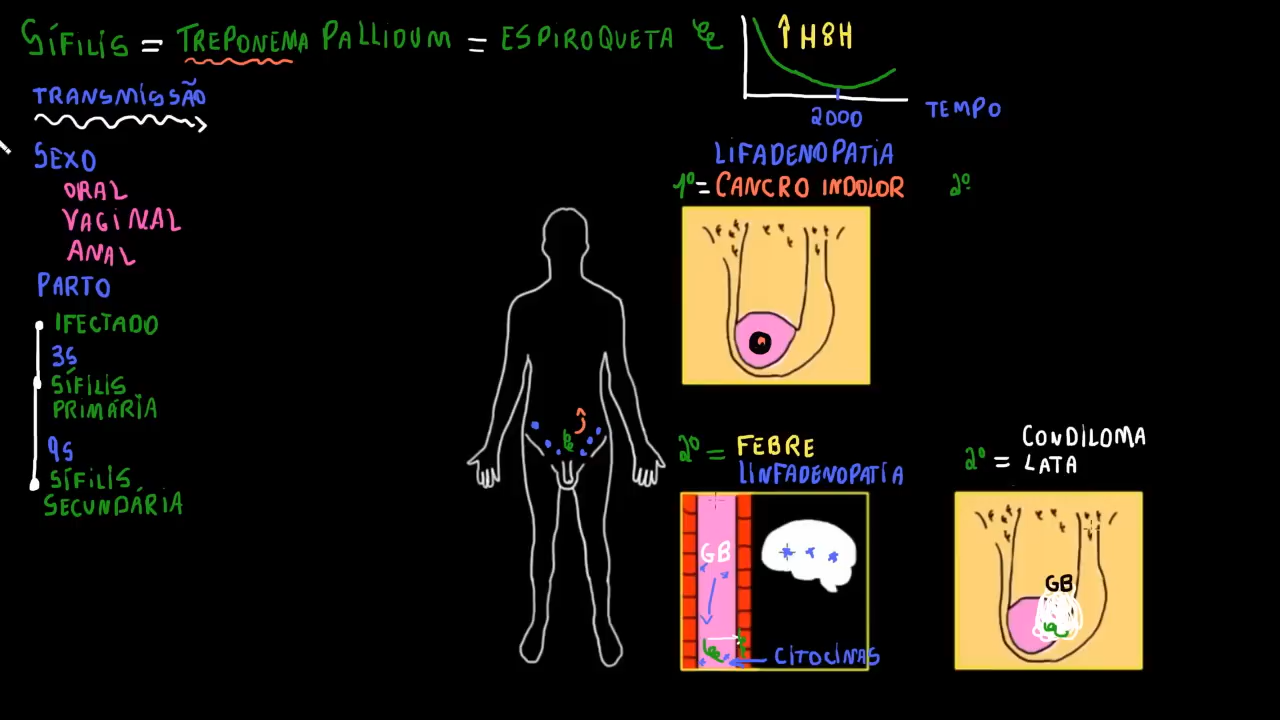 SÍFILIS = TREPONEMA PALLIDUM = ESPIROQUETA
↑ H8H
2000
TEMPO
TRANSMISSÃO
SEXO
ORAL
VAGINAL
ANAL
PARTO
IFECTADO
3S
SÍFILIS
PRIMÁRIA
9S
SÍFILIS
SECUNDÁRIA
LIFADENOPATIA
1º = CANCRO INDOLOR
2º
2º = FEBRE
LINFADENOPATIA
GB
CITOCINAS
CONDILOMA
2º = LATA
GB